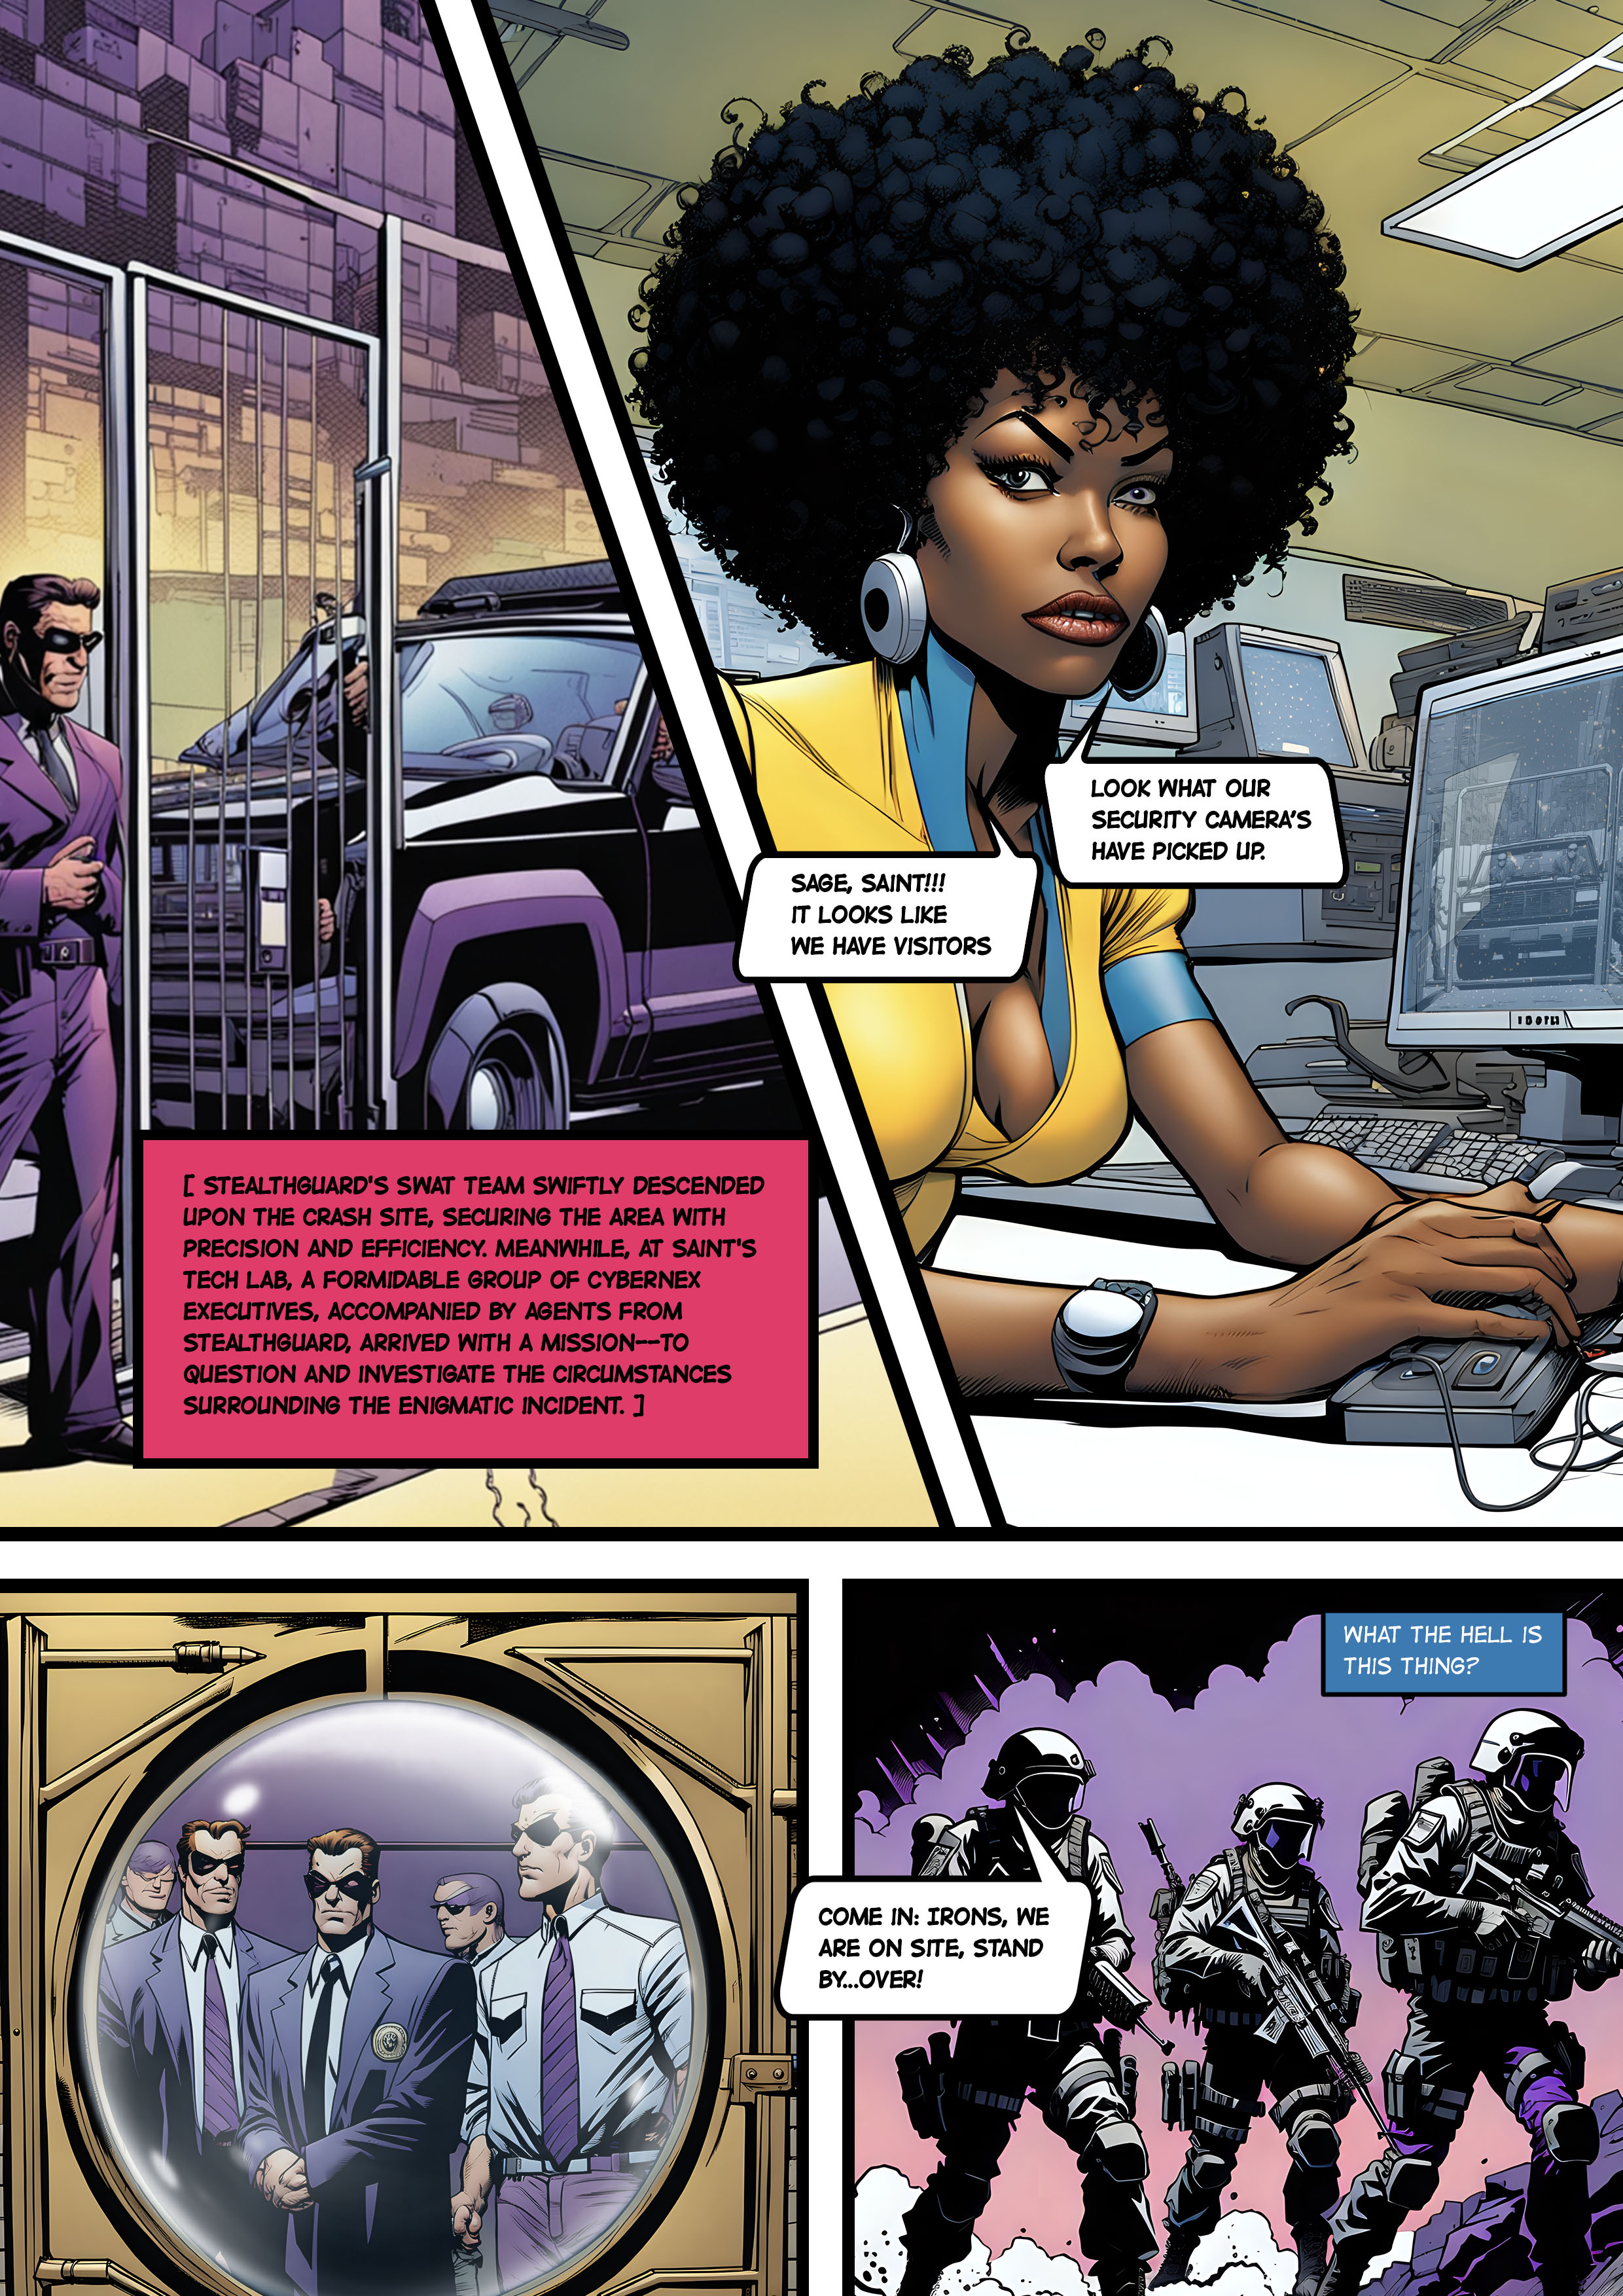 SAGE, SAINT!!!
IT LOOKS LIKE
WE HAVE VISITORS
LOOK WHAT OUR
SECURITY CAMERA'S
HAVE PICKED UP.
[ STEALTHGUARD'S SWAT TEAM SWIFTLY DESCENDED
UPON THE CRASH SITE, SECURING THE AREA WITH
PRECISION AND EFFICIENCY. MEANWHILE, AT SAINT'S
TECH LAB, A FORMIDABLE GROUP OF CYBERNEX
EXECUTIVES, ACCOMPANIED BY AGENTS FROM
STEALTHGUARD, ARRIVED WITH A MISSION--TO
QUESTION AND INVESTIGATE THE CIRCUMSTANCES
SURROUNDING THE ENIGMATIC INCIDENT. ]
WHAT THE HELL IS
THIS THING?
COME IN: IRONS, WE
ARE ON SITE, STAND
BY...OVER!